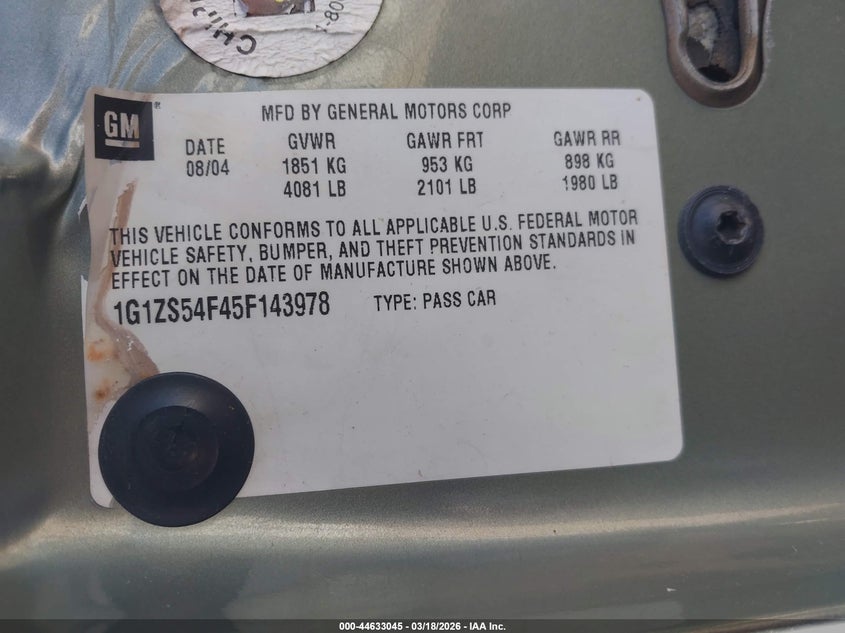 CHIL
1-80
GM
MFD BY GENERAL MOTORS CORP
DATE GVWR GAWR FRT GAWR RR
08/04 1851 KG 953 KG 898 KG
4081 LB 2101 LB 1980 LB
THIS VEHICLE CONFORMS TO ALL APPLICABLE U.S. FEDERAL MOTOR
VEHICLE SAFETY, BUMPER, AND THEFT PREVENTION STANDARDS IN
EFFECT ON THE DATE OF MANUFACTURE SHOWN ABOVE.
1G1ZS54F45F143978 TYPE: PASS CAR
000-44633045 - 03/18/2026 - IAA Inc.